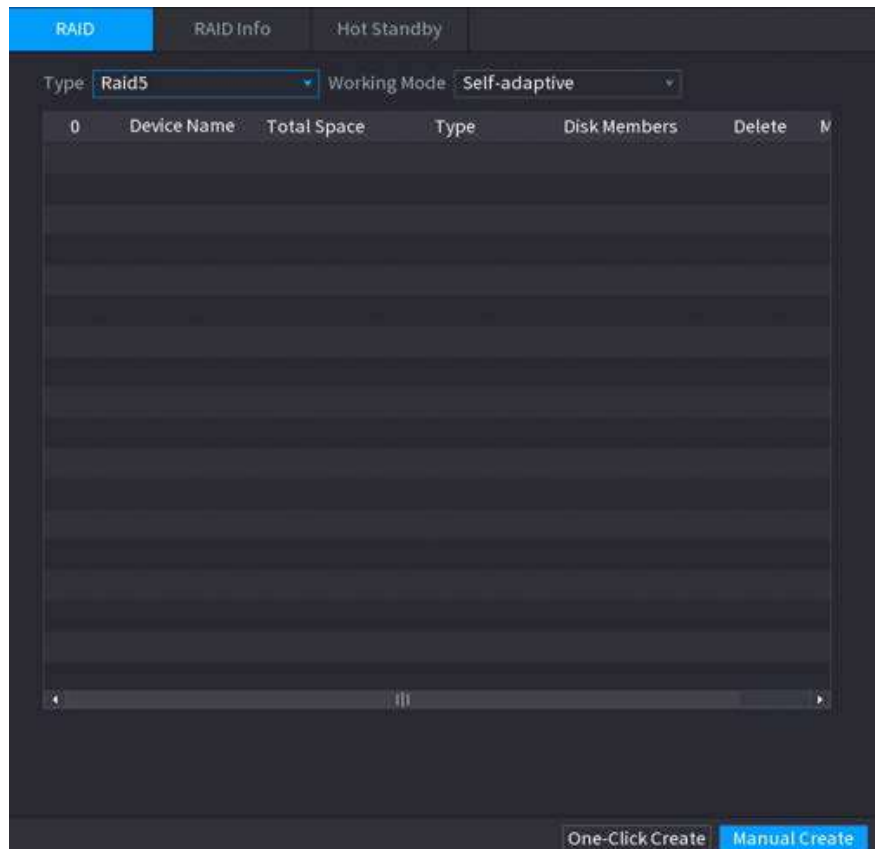 RAID RAID Info Hot Standby
Type Raid5 Working Mode Self-adaptive
0 Device Name Total Space Type Disk Members Delete M
One-Click Create Manual Create